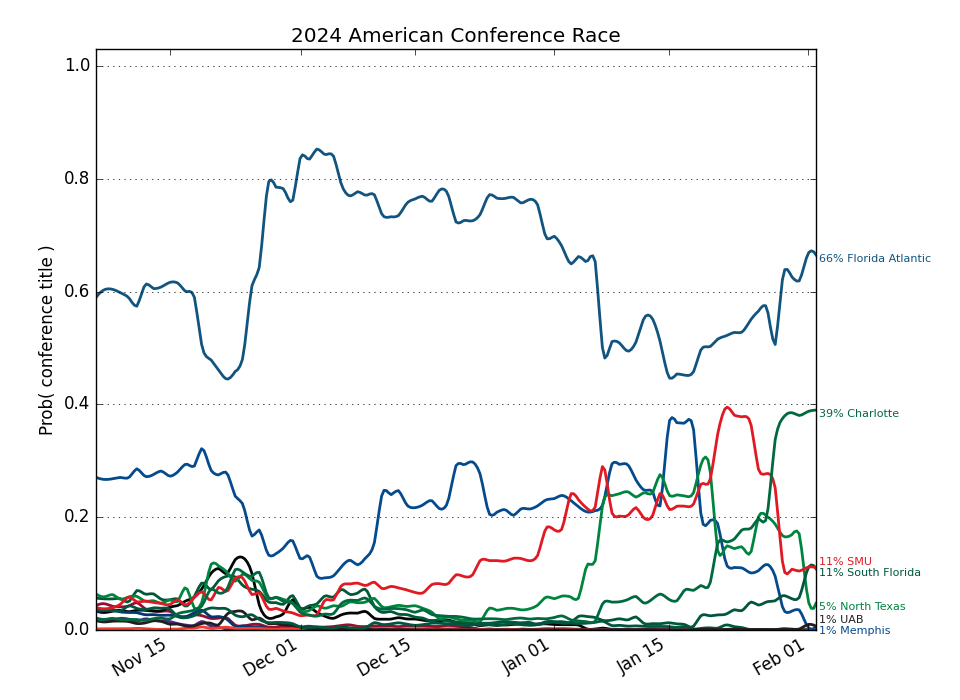 2024 American Conference Race
1.0
0.8
0.6
0.4
0.2
0.0
Prob( conference title )
66% Florida Atlantic
39% Charlotte
11% SMU
10% South Florida
5% North Texas
1% UAB
1% Memphis
Nov 15
Dec 01
Dec 15
Jan 01
Jan 15
Feb 01